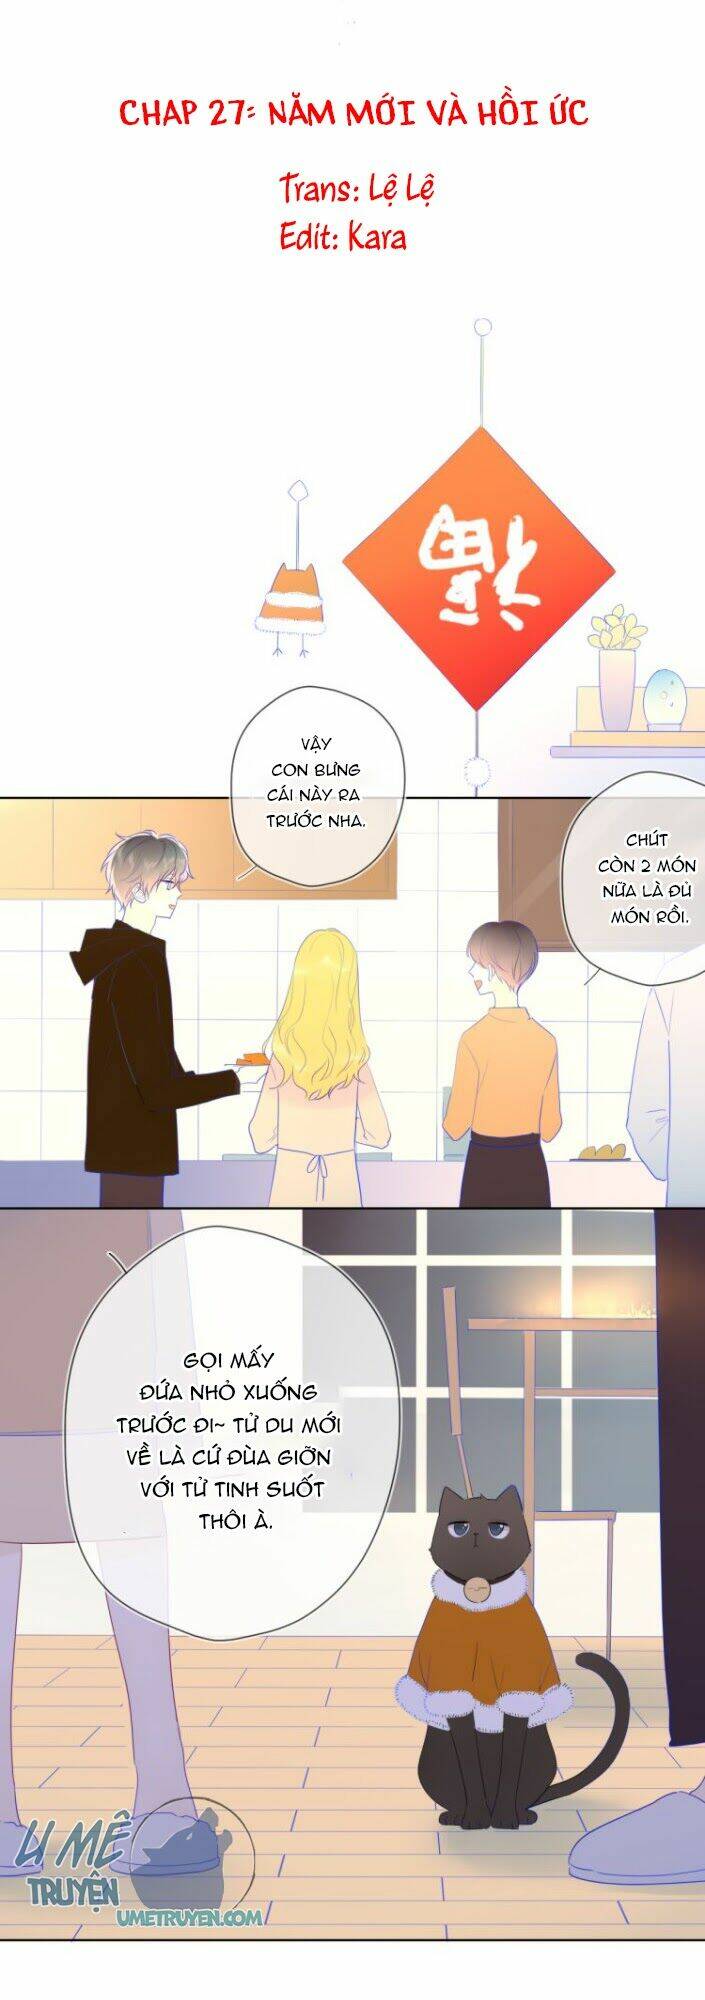 CHAP 27: NĂM MỚI VÀ HỒI ỨC
Trans: Lệ Lệ
Edit: Kara
VẬY
CON BƯNG
CÁI NÀY RA
TRƯỚC NHA.
CHÚT
CÒN 2 MÓN
NỮA LÀ ĐỦ
MÓN RỒI.
GỌI MẤY
ĐỨA NHỎ XUỐNG
TRƯỚC ĐI~ TỬ DU MỚI
VỀ LÀ CỨ ĐÙA GIỠN
VỚI TỬ TINH SUỐT
THÔI À.
U MÊ
TRUYỆN
UMETRUYEN.COM